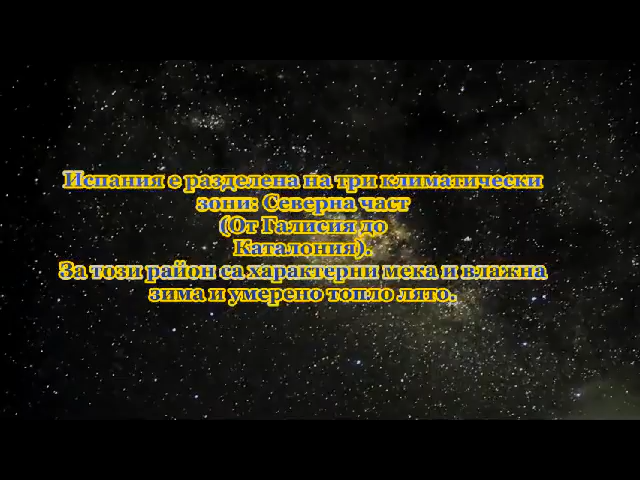 Испания е разделена на три климатически
зони: Северна част
(От Галисия до
Каталония).
За този район са характерни мека и влажна
зима и умерено топло лято.